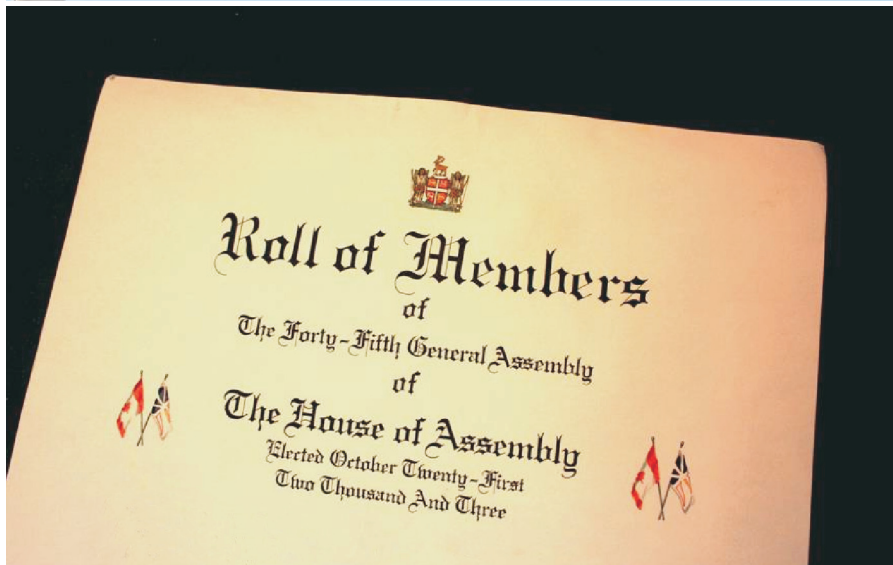 Roll of Members
of
The Forty-Fifth General Assembly
of
The House of Assembly
Elected October Twenty-First
Two Thousand And Three